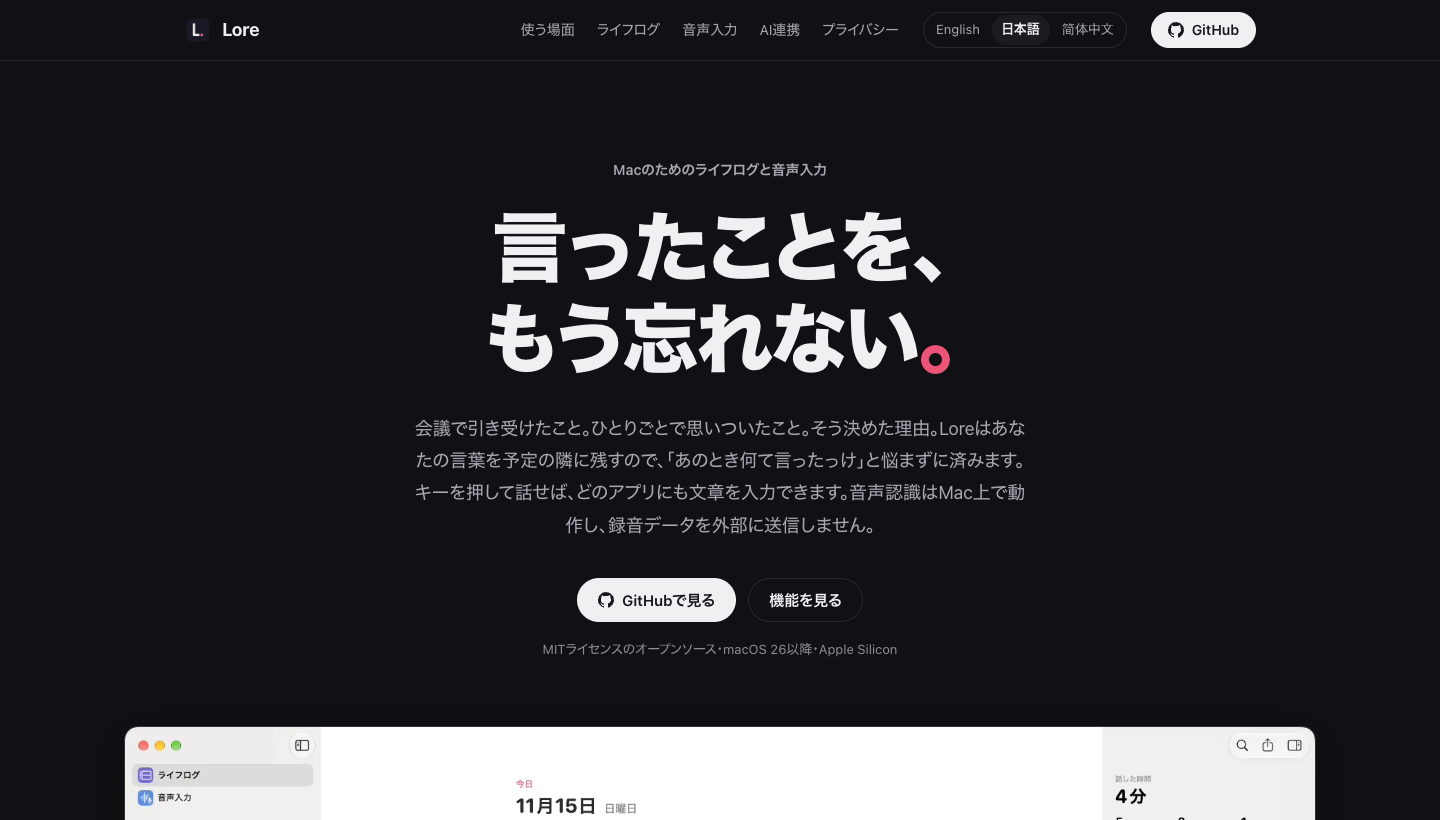 L. Lore
使う場面 ライフログ 音声入力 AI連携 プライバシー English 日本語 简体中文 GitHub
Macのためのライフログと音声入力
言ったことを、
もう忘れない。
会議で引き受けたこと。ひとりごとで思いついたこと。そう決めた理由。Loreはあな
たの言葉を予定の隣に残すので、「あのとき何て言ったっけ」と悩まずに済みます。
キーを押して話せば、どのアプリにも文章を入力できます。音声認識はMac上で動
作し、録音データを外部に送信しません。
GitHubで見る 機能を見る
MITライセンスのオープンソース・macOS 26以降・Apple Silicon
ライフログ
音声入力
今日
11月15日 日曜日
話した時間
4分